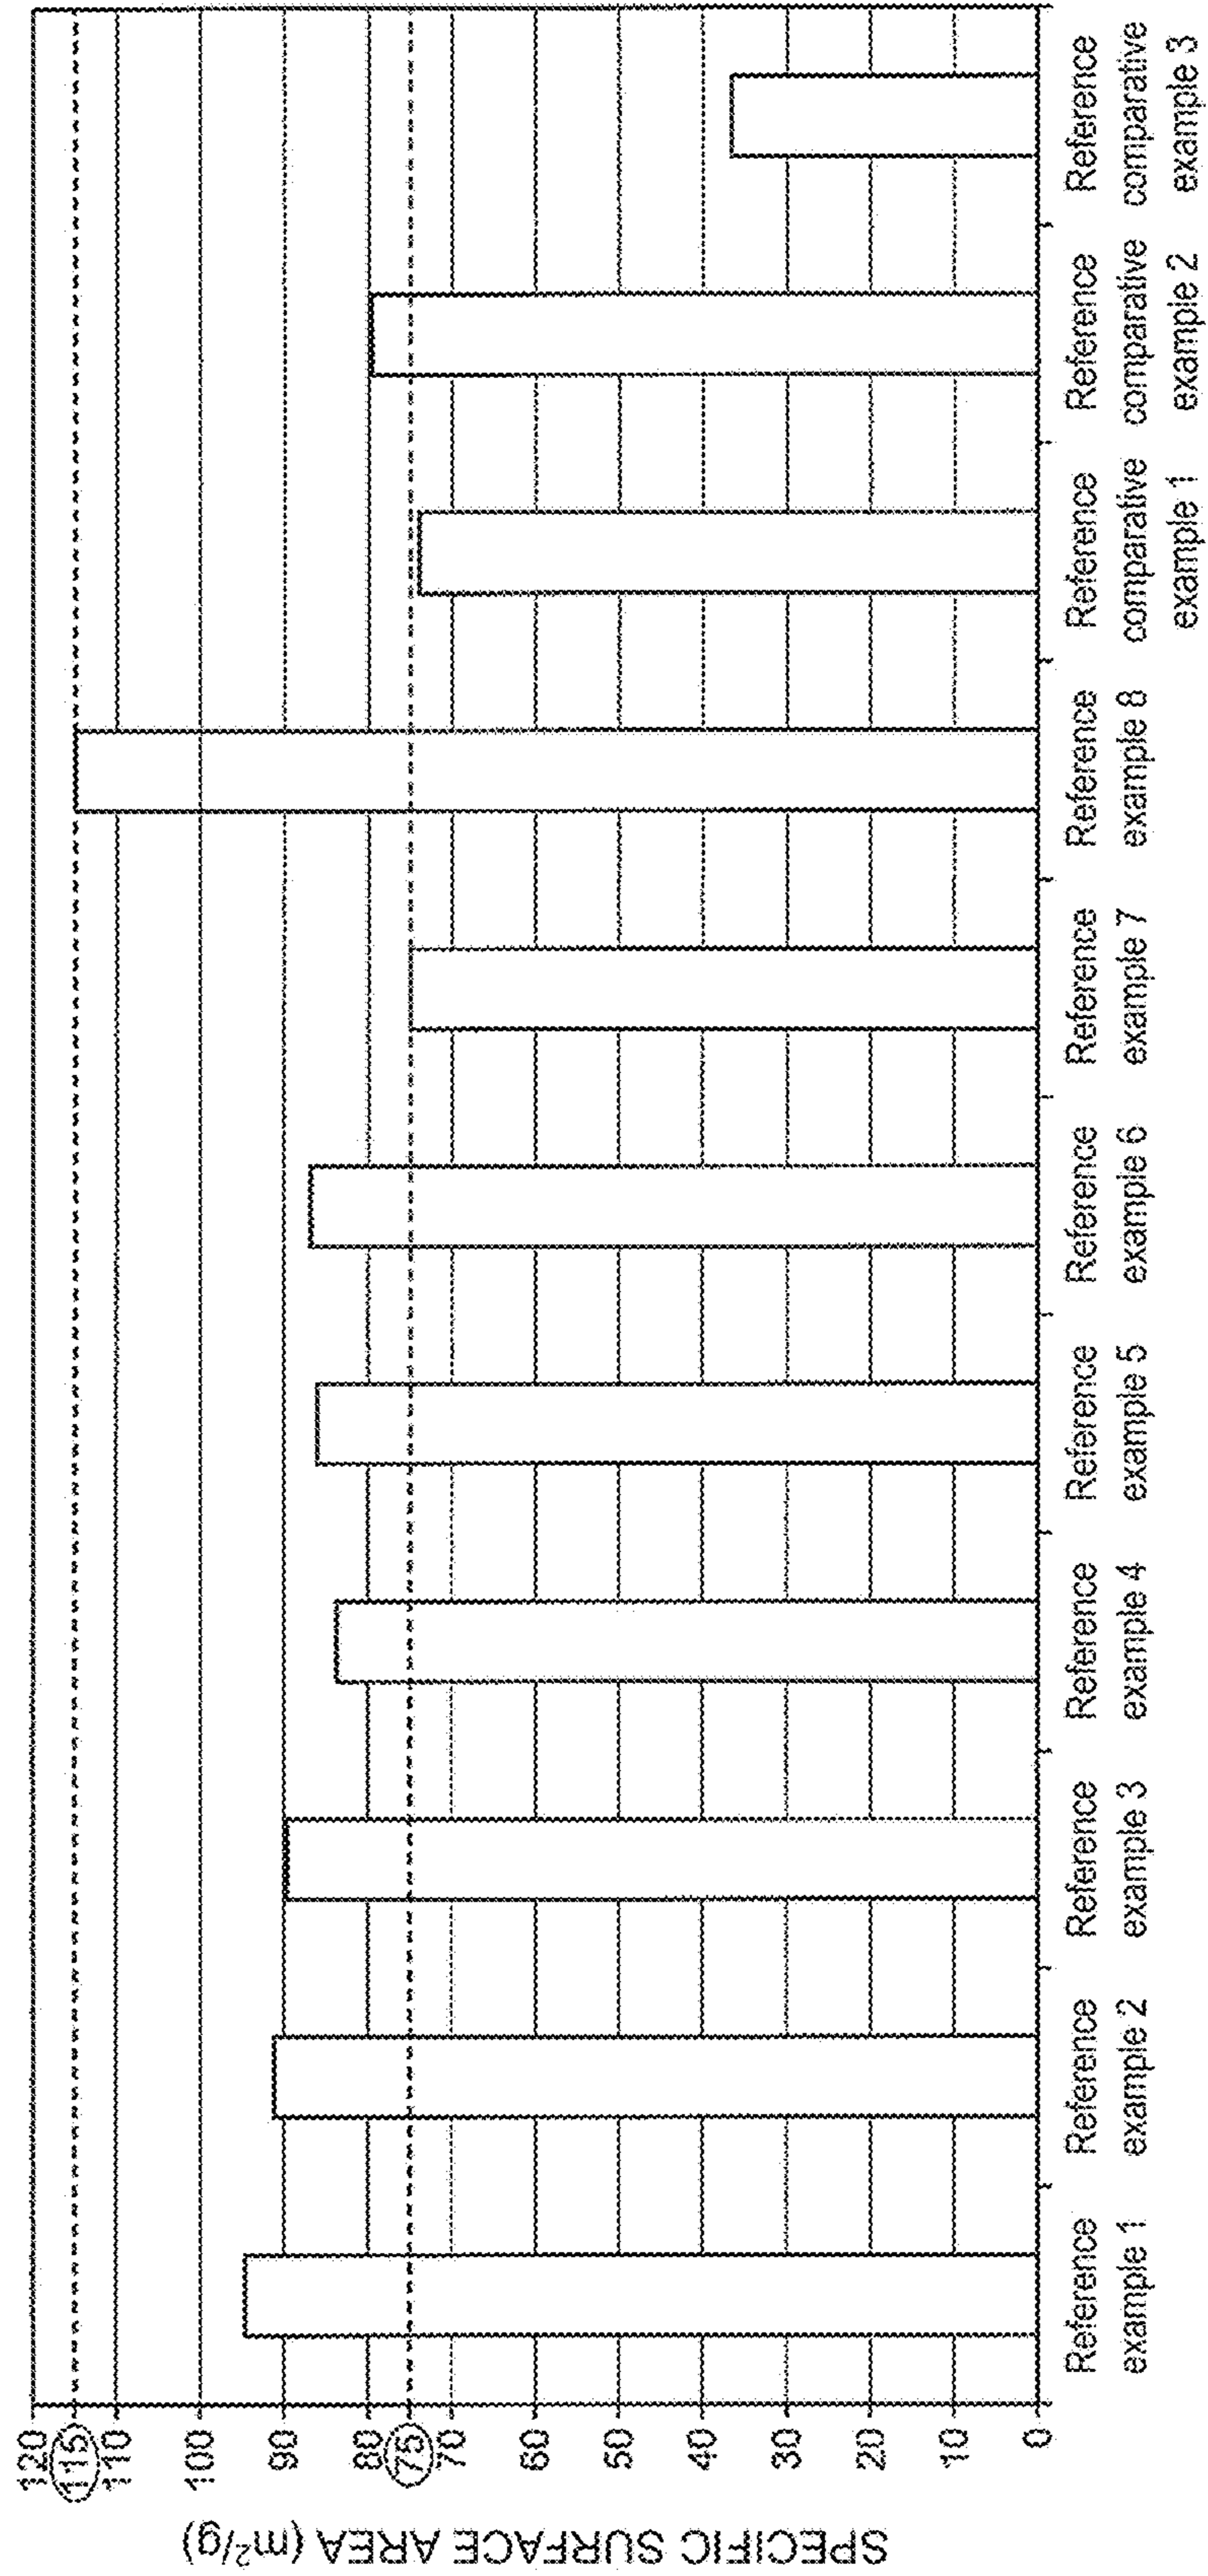 SPECIFIC SURFACE AREA (m²/g)
120
115
110
100
90
80
75
70
60
50
40
30
20
10
0
Reference
example 1
Reference
example 2
Reference
example 3
Reference
example 4
Reference
example 5
Reference
example 6
Reference
example 7
Reference
example 8
Reference
comparative
example 1
Reference
comparative
example 2
Reference
comparative
example 3